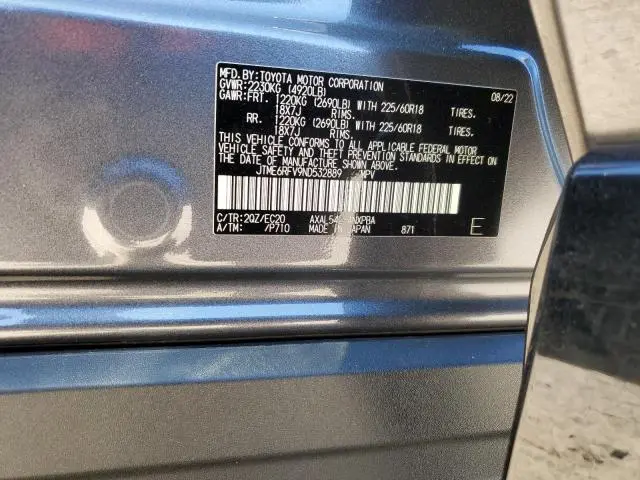 MFD.BY:TOYOTA MOTOR CORPORATION 08/22
GVWR:2230KG (4920LB)
GAWR:FRT. 1220KG (2690LB) WITH 225/60R18 TIRES.
18X7J RIMS.
RR. 1220KG (2690LB) WITH 225/60R18 TIRES.
18X7J RIMS.
THIS VEHICLE CONFORMS TO ALL APPLICABLE FEDERAL MOTOR
VEHICLE SAFETY AND THEFT PREVENTION STANDARDS IN EFFECT
ON THE DATE OF MANUFACTURE SHOWN ABOVE.
JTME6RFV9ND532889 MPV
C/TR:2QZ/EC20 NXPBA
A/TM: /P710 MADE IN JAPAN 871 E